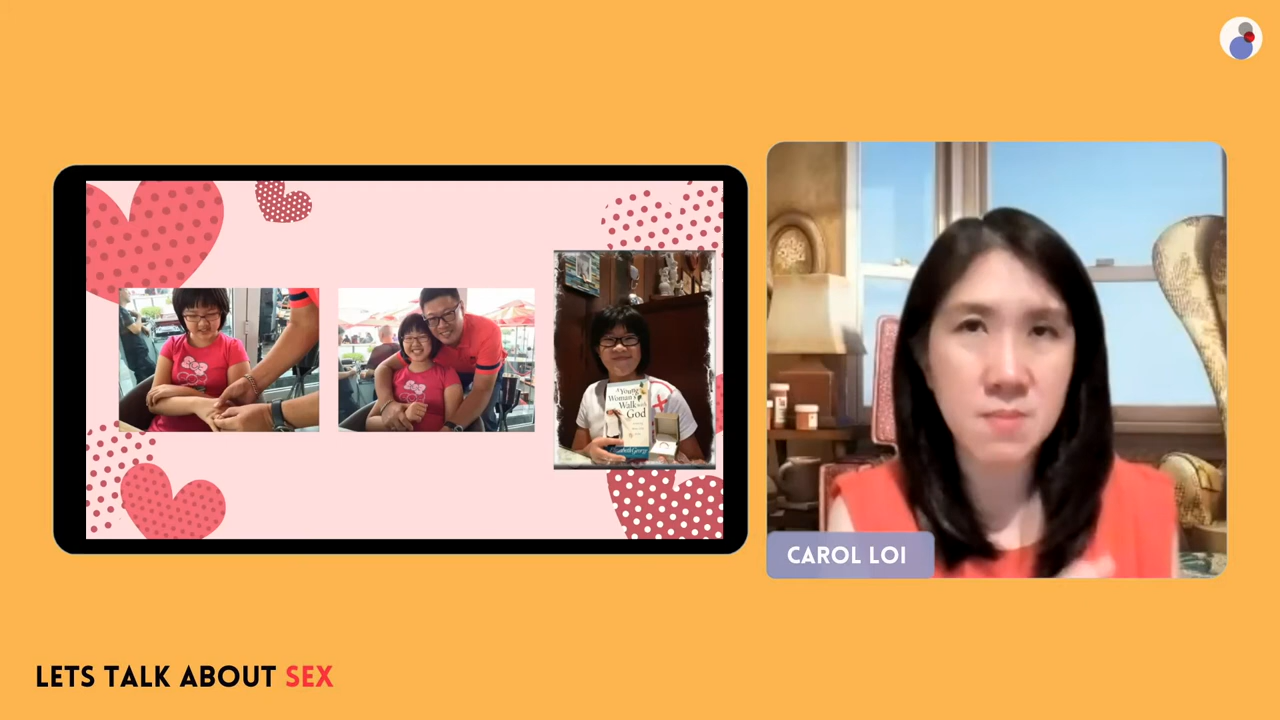 A Young
Woman's
Walk with
God
Elizabeth George
CAROL LOI
LETS TALK ABOUT SEX